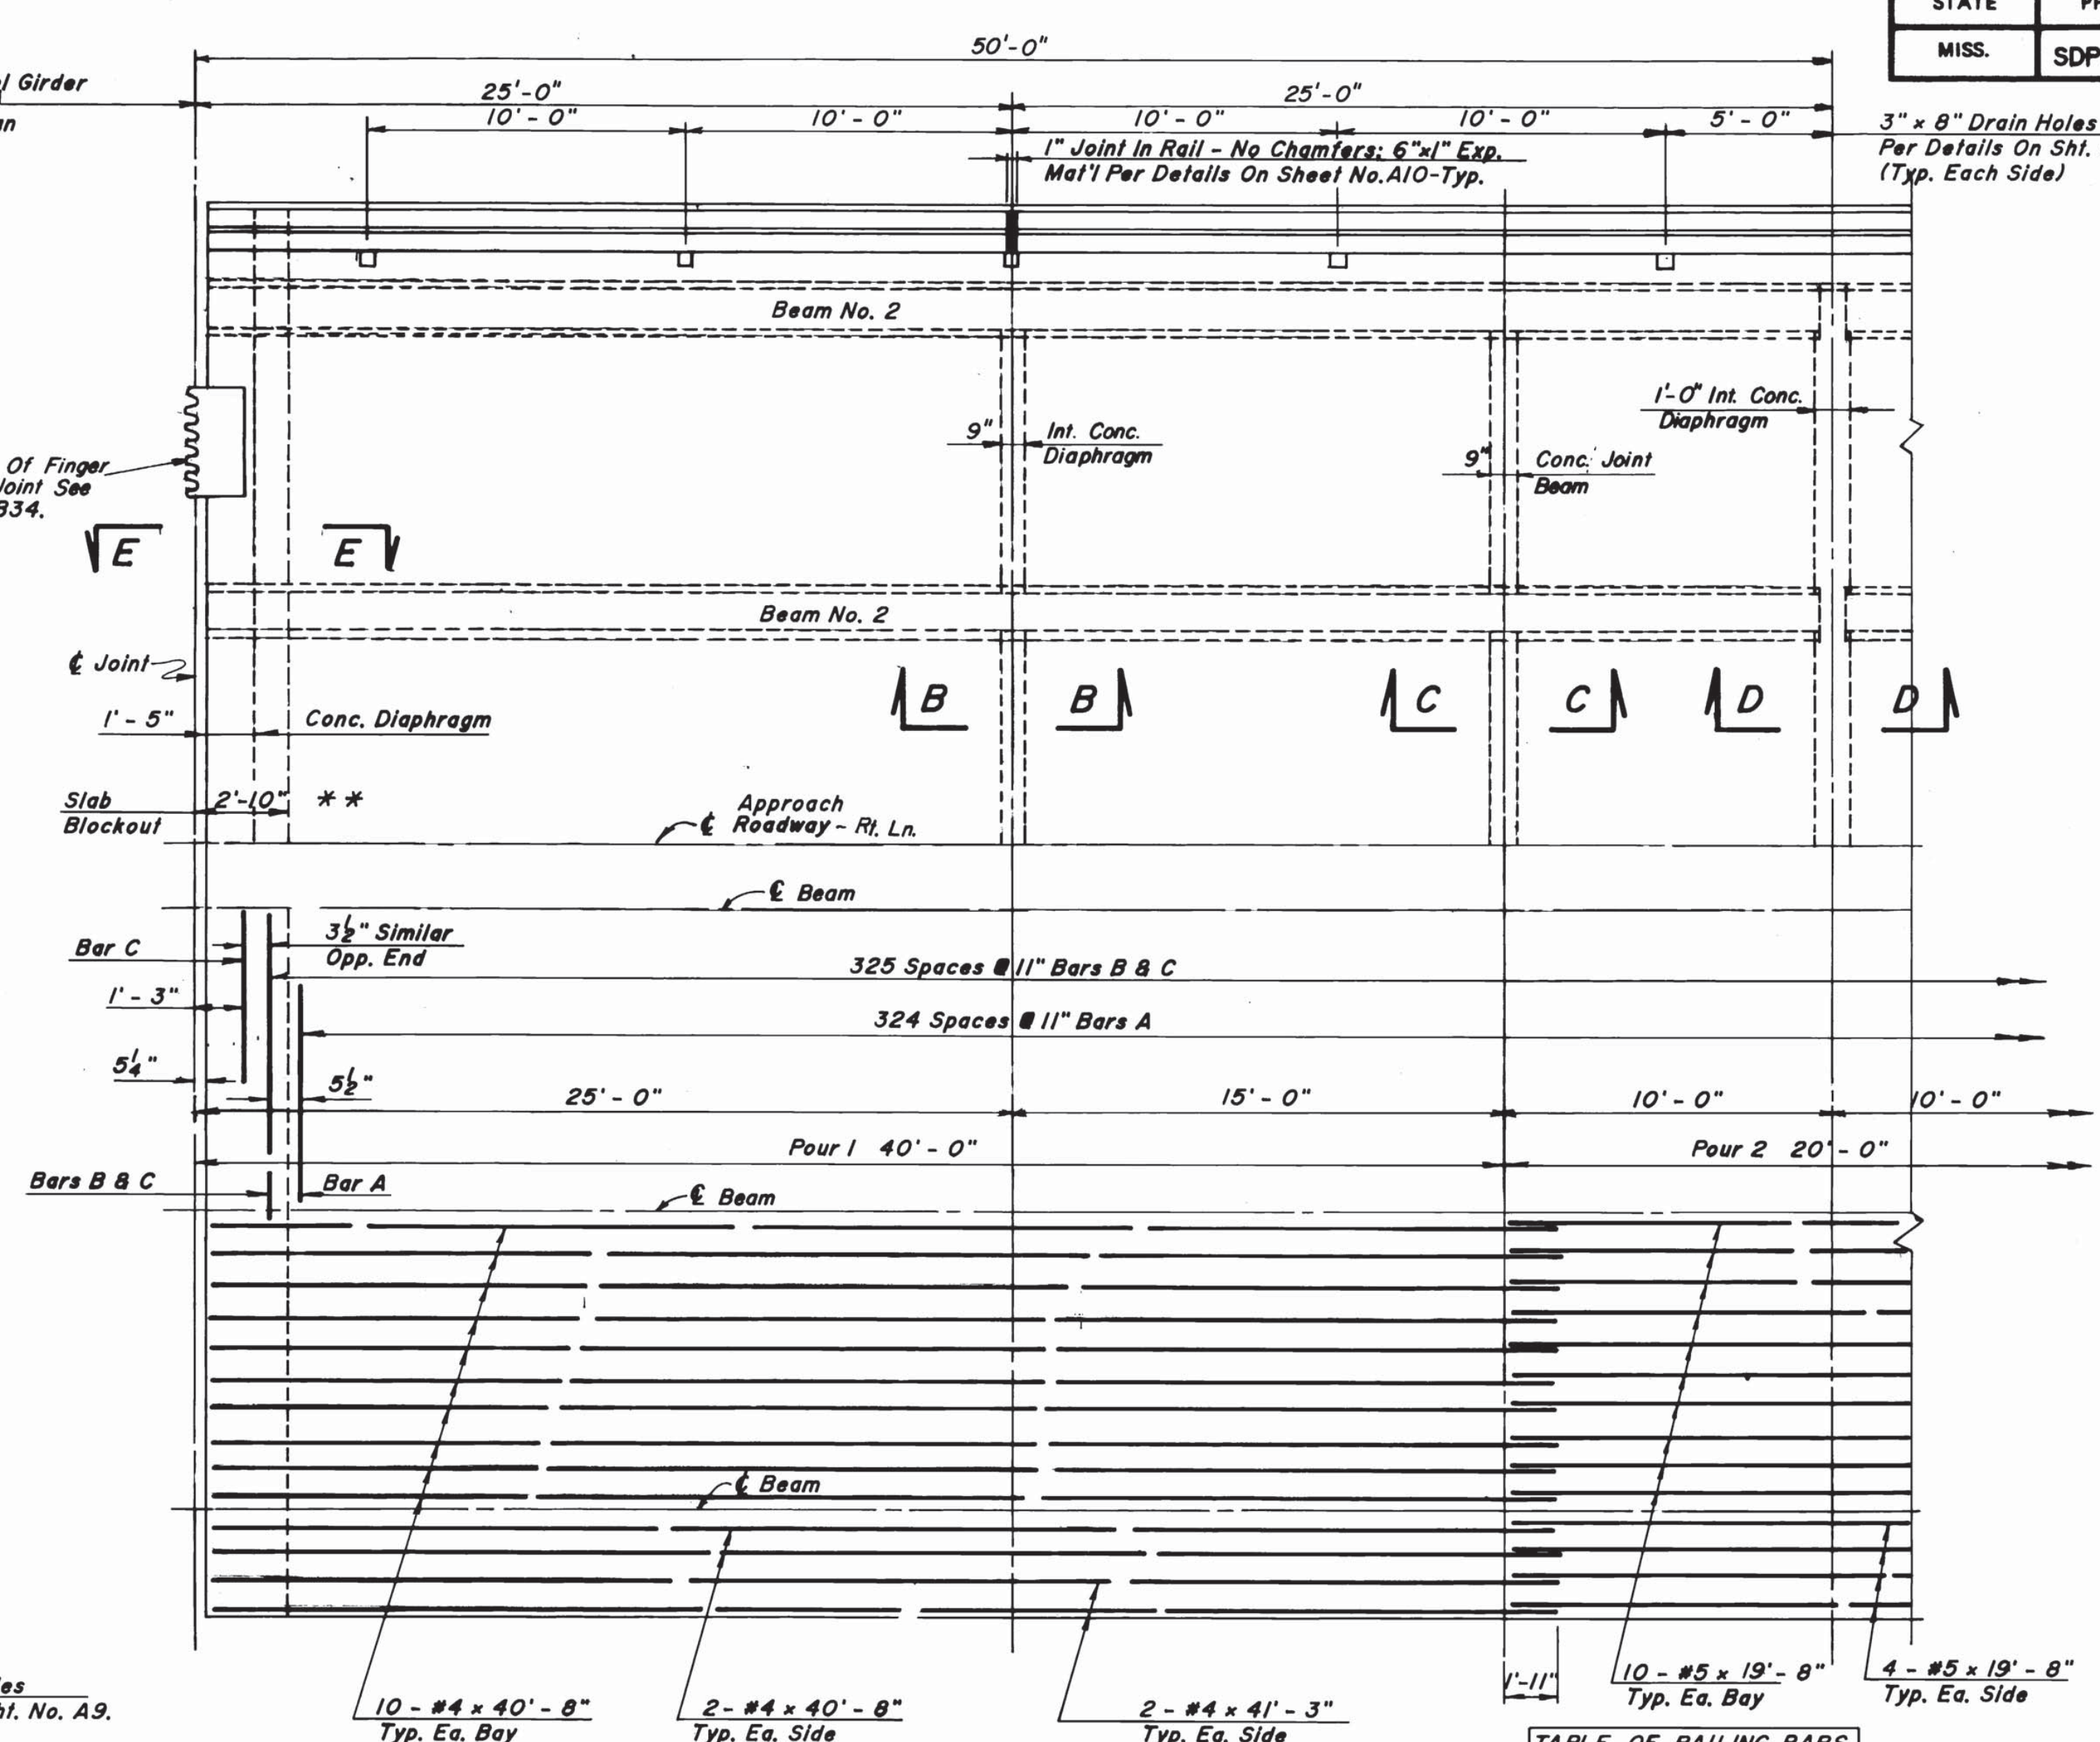 STATE
MISS.
SDP
50'-0"
l Girder
25'-0"
25'-0"
10'-0"
10'-0"
10'-0"
10'-0"
5'-0"
3" x 8" Drain Holes
Per Details On Sht.
(Typ. Each Side)
1" Joint In Rail - No Chamfers; 6"x1" Exp.
Mat'l Per Details On Sheet No. A10-Typ.
Beam No. 2
1'-0" Int. Conc.
Diaphragm
9"
Int. Conc.
Diaphragm
9"
Conc. Joint
Beam
Of Finger
Joint See
B34.
E
E
Beam No. 2
℄ Joint
B
B
C
C
D
D
1'-5"
Conc. Diaphragm
Slab
Blockout
2'-10"
**
Approach
℄ Roadway - Rt. Ln.
℄ Beam
Bar C
3½" Similar
Opp. End
325 Spaces @ 11" Bars B & C
1'-3"
324 Spaces @ 11" Bars A
5¼"
5½"
25'-0"
15'-0"
10'-0"
10'-0"
Pour 1 40'-0"
Pour 2 20'-0"
Bars B & C
Bar A
℄ Beam
℄ Beam
1'-11"
10 - #4 x 40'-8"
Typ. Ea. Bay
2 - #4 x 40'-8"
Typ. Ea. Side
2 - #4 x 41'-3"
Typ. Ea. Side
10 - #5 x 19'-8"
Typ. Ea. Bay
4 - #5 x 19'-8"
Typ. Ea. Side
No. A9.
TABLE OF RAILING BARS